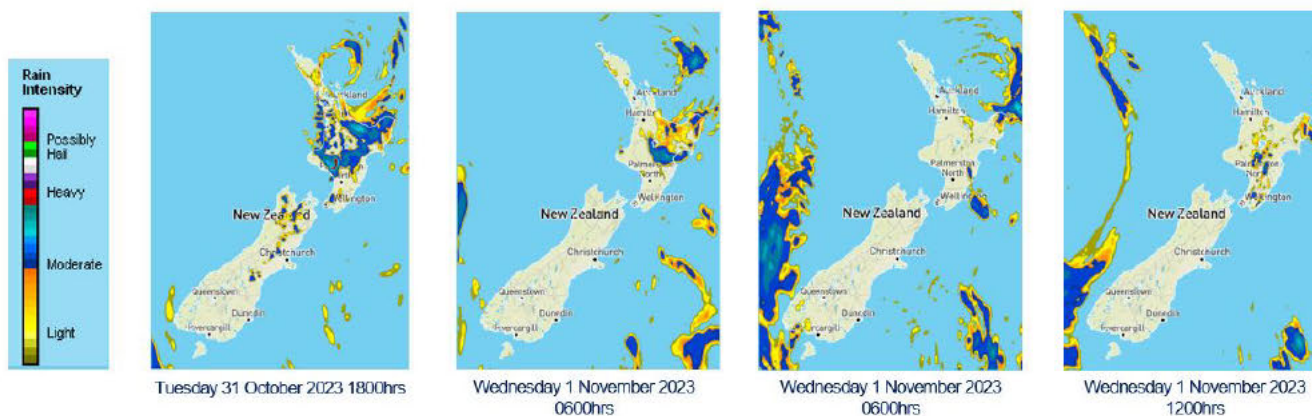 Rain
Intensity
Possibly
Hail
Heavy
Moderate
Light
Auckland
Wellington
New Zealand
Christchurch
Queenstown
Dunedin
Invercargill
Tuesday 31 October 2023 1800hrs
Auckland
Hamilton
Palmerston
North
Wellington
New Zealand
Christchurch
Queenstown
Dunedin
Invercargill
Wednesday 1 November 2023
0600hrs
Auckland
Hamilton
Palmerston
North
New Zealand
Christchurch
Queenstown
Dunedin
Wednesday 1 November 2023
0600hrs
Auckland
Hamilton
North
Wellington
New Zealand
Christchurch
Queenstown
Dunedin
Invercargill
Wednesday 1 November 2023
1200hrs